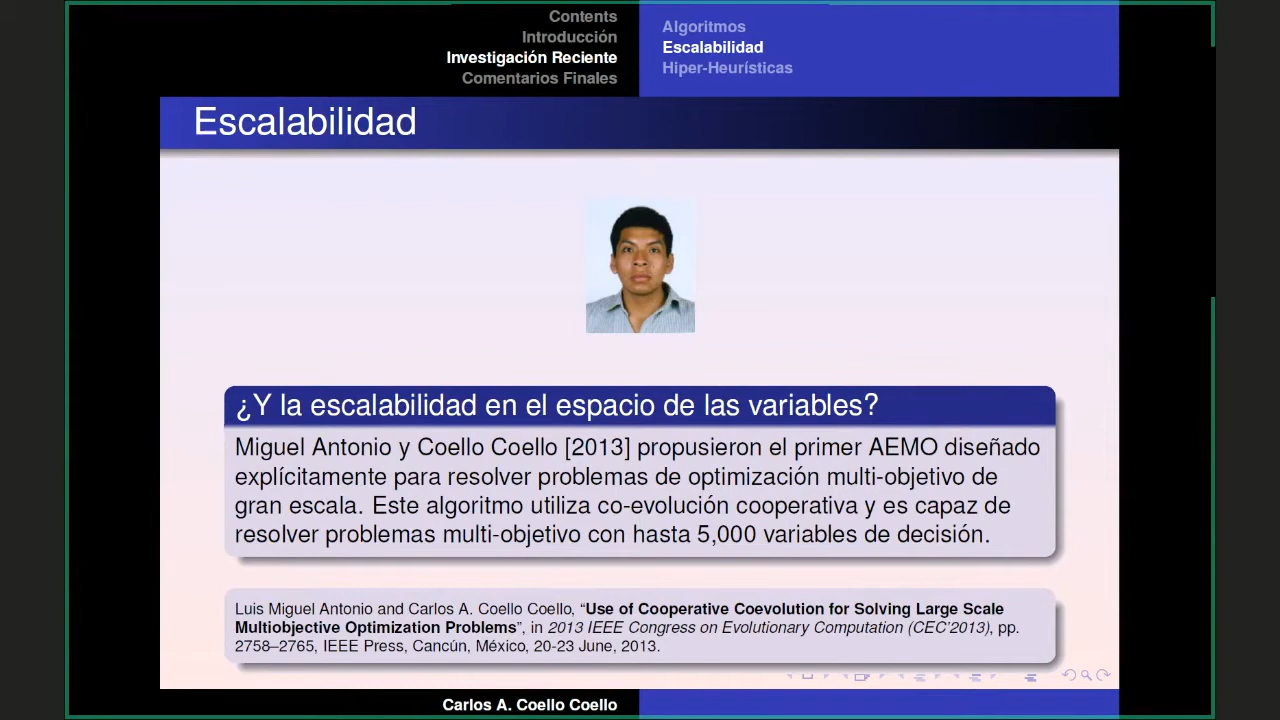 Contents
Introducción
Investigación Reciente
Comentarios Finales
Algoritmos
Escalabilidad
Hiper-Heurísticas
Escalabilidad
¿Y la escalabilidad en el espacio de las variables?
Miguel Antonio y Coello Coello [2013] propusieron el primer AEMO diseñado
explícitamente para resolver problemas de optimización multi-objetivo de
gran escala. Este algoritmo utiliza co-evolución cooperativa y es capaz de
resolver problemas multi-objetivo con hasta 5,000 variables de decisión.
Luis Miguel Antonio and Carlos A. Coello Coello, “Use of Cooperative Coevolution for Solving Large Scale
Multiobjective Optimization Problems”, in 2013 IEEE Congress on Evolutionary Computation (CEC’2013), pp.
2758–2765, IEEE Press, Cancún, México, 20-23 June, 2013.
Carlos A. Coello Coello